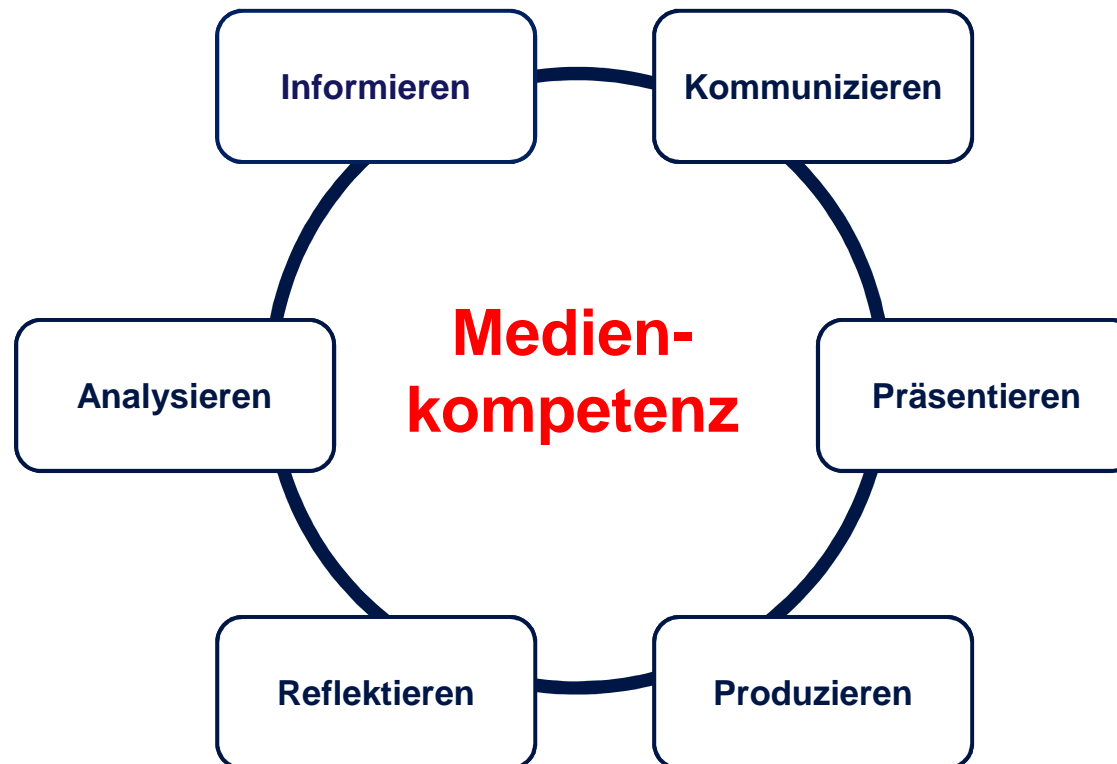 Informieren
Kommunizieren
Medien-
kompetenz
Analysieren
Präsentieren
Reflektieren
Produzieren